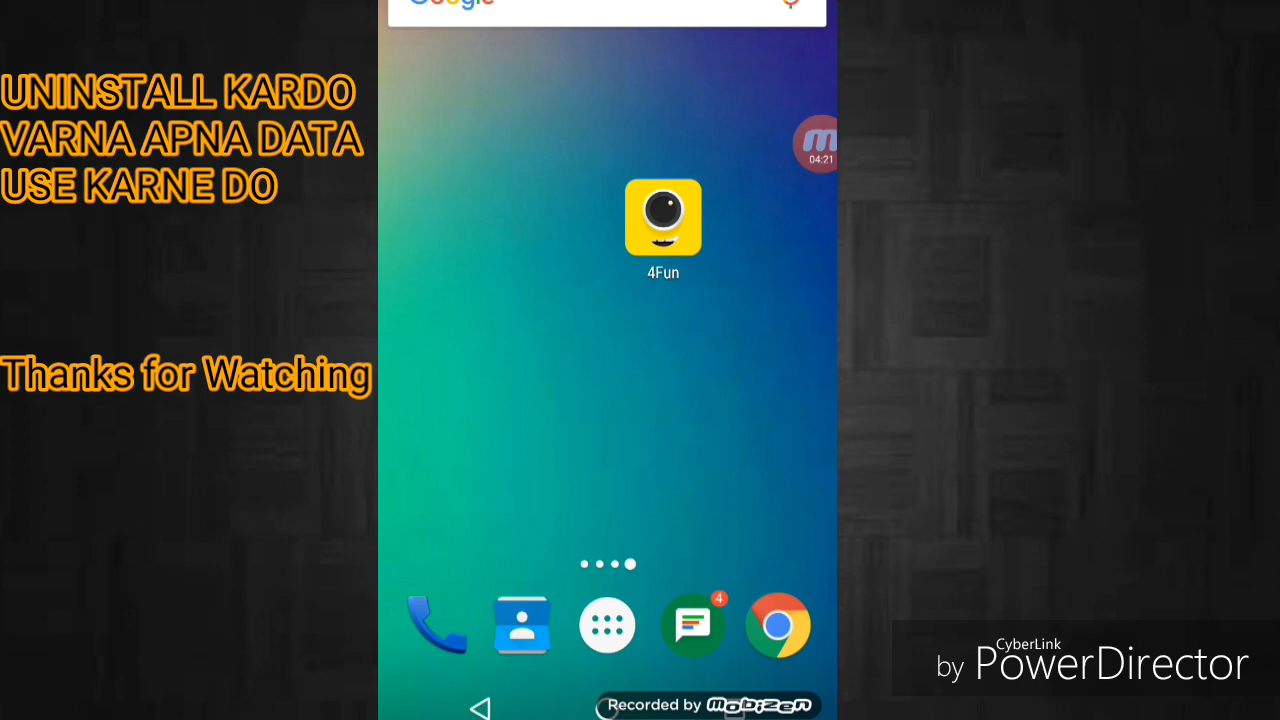 Google
UNINSTALL KARDO
VARNA APNA DATA
USE KARNE DO
04:21
4Fun
Thanks for Watching
4
CyberLink
by PowerDirector
Recorded by mobizen